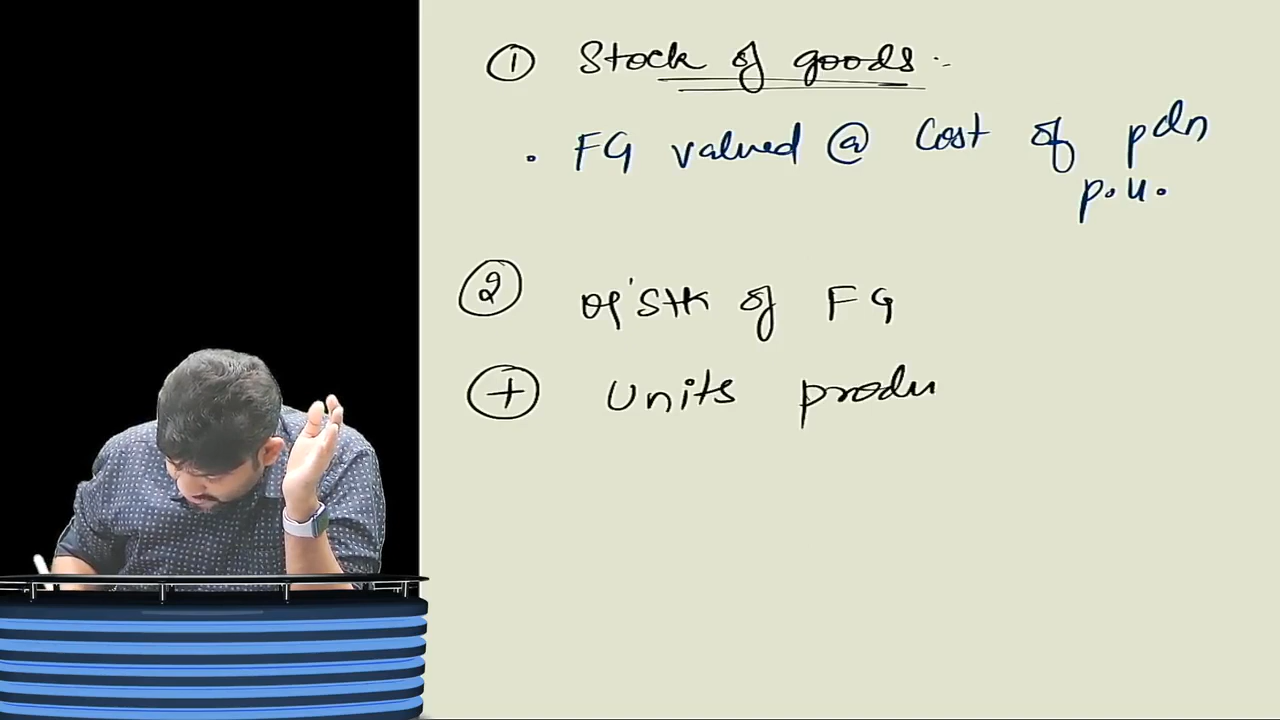 ① Stock of goods :-
• FG valued @ Cost of pdn
p.u.
② op'Stk of FG
⊕ Units produ